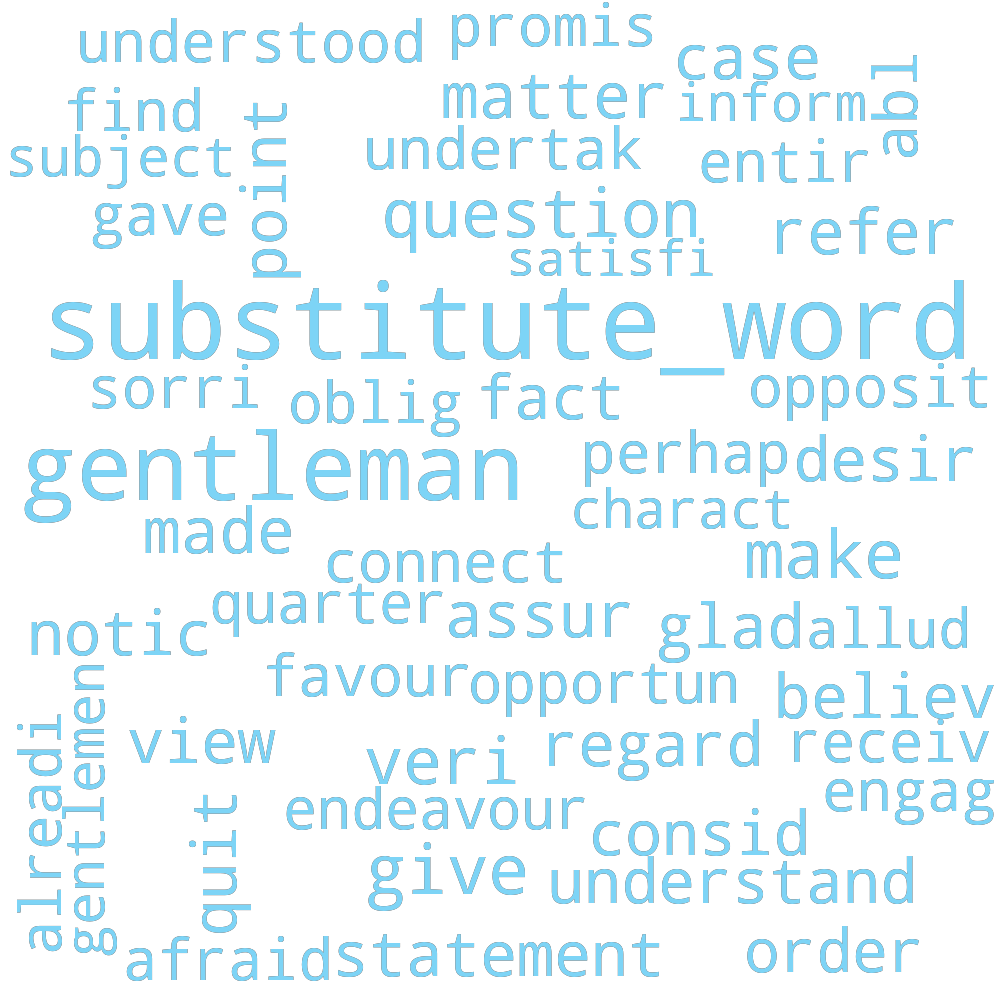 understood
promis
case
abl
find
matter
inform
point
subject
undertak
entir
gave
question
refer
satisfi
substitute_word
sorri
oblig
fact
opposit
gentleman
perhap
desir
charact
made
connect
make
quarter
assur
notic
glad
allud
favour
opportun
believ
gentlemen
alreadi
view
veri
regard
receiv
quit
endeavour
engag
consid
give
understand
afraid
statement
order